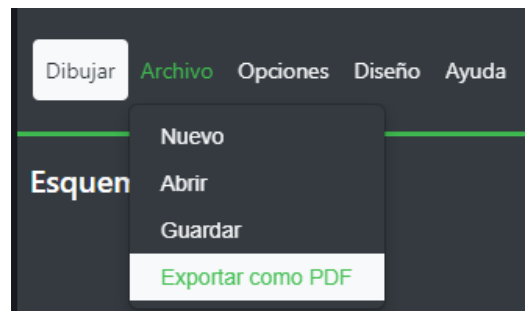 Dibujar Archivo Opciones Diseño Ayuda
Nuevo
Esquem
Abrir
Guardar
Exportar como PDF